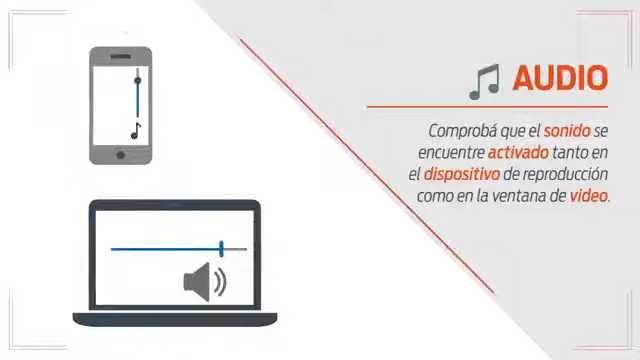 AUDIO
Comprobá que el sonido se
encuentre activado tanto en
el dispositivo de reproducción
como en la ventana de video.